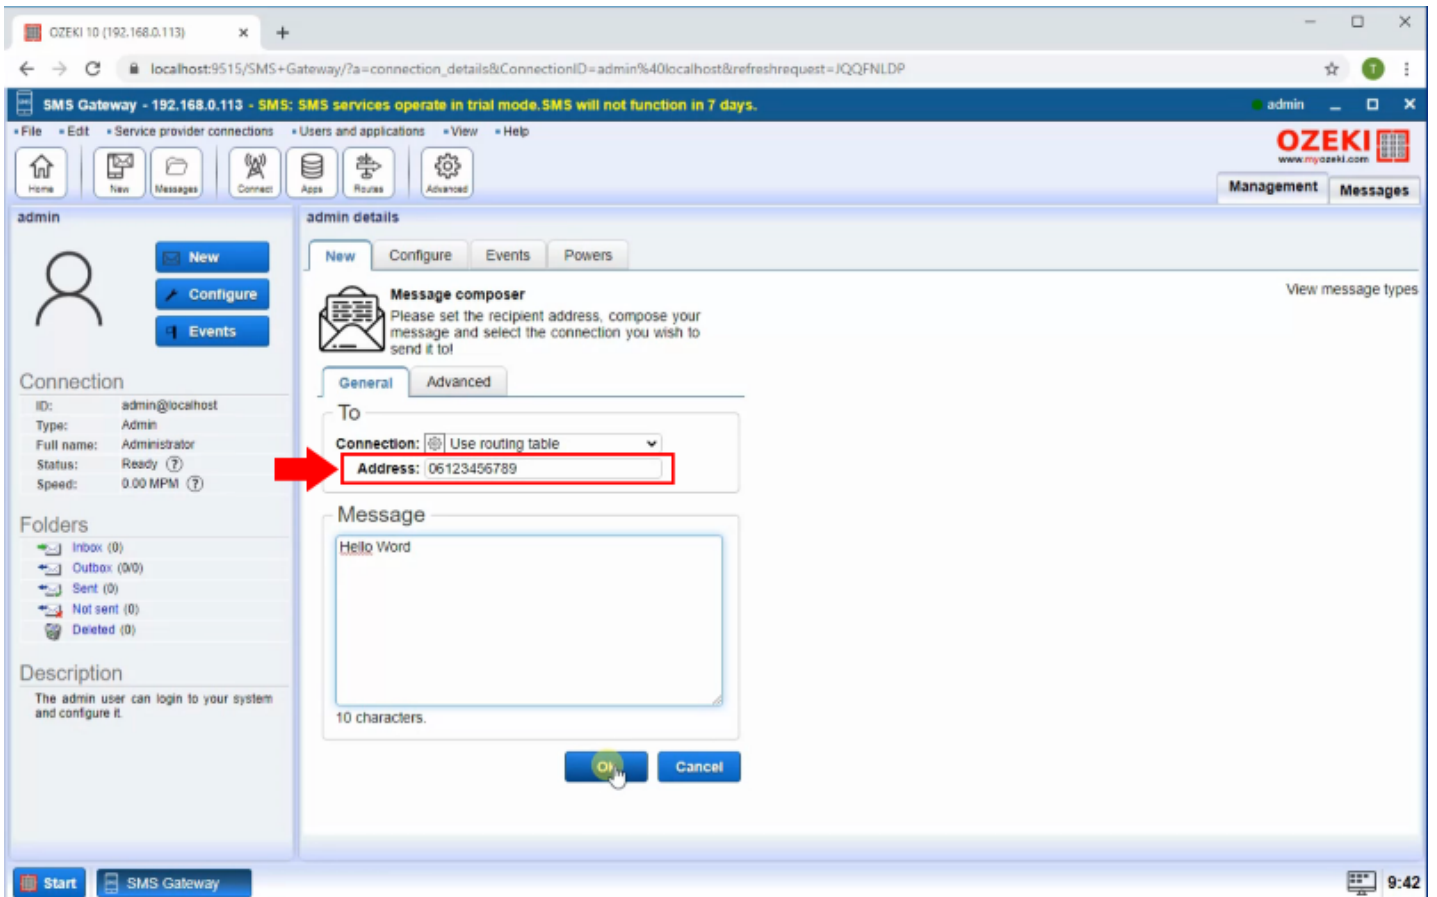 OZEKI 10 (192.168.0.113)
localhost:9515/SMS+Gateway/?a=connection_details&ConnectionID=admin%40localhost&refreshrequest=JQQFNLDP
T
SMS Gateway - 192.168.0.113 - SMS: SMS services operate in trial mode.SMS will not function in 7 days.
admin
File Edit Service provider connections Users and applications View Help
OZEKI
www.myozeki.com
Home New Messages Connect Apps Routes Advanced
Management Messages
admin
New
Configure
Events
Connection
ID: admin@localhost
Type: Admin
Full name: Administrator
Status: Ready ?
Speed: 0.00 MPM ?
Folders
Inbox (0)
Outbox (0/0)
Sent (0)
Not sent (0)
Deleted (0)
Description
The admin user can login to your system
and configure it.
admin details
New Configure Events Powers
View message types
Message composer
Please set the recipient address, compose your
message and select the connection you wish to
send it to!
General Advanced
To
Connection: Use routing table
Address: 06123456789
Message
Hello Word
10 characters.
Cancel
Start SMS Gateway
9:42